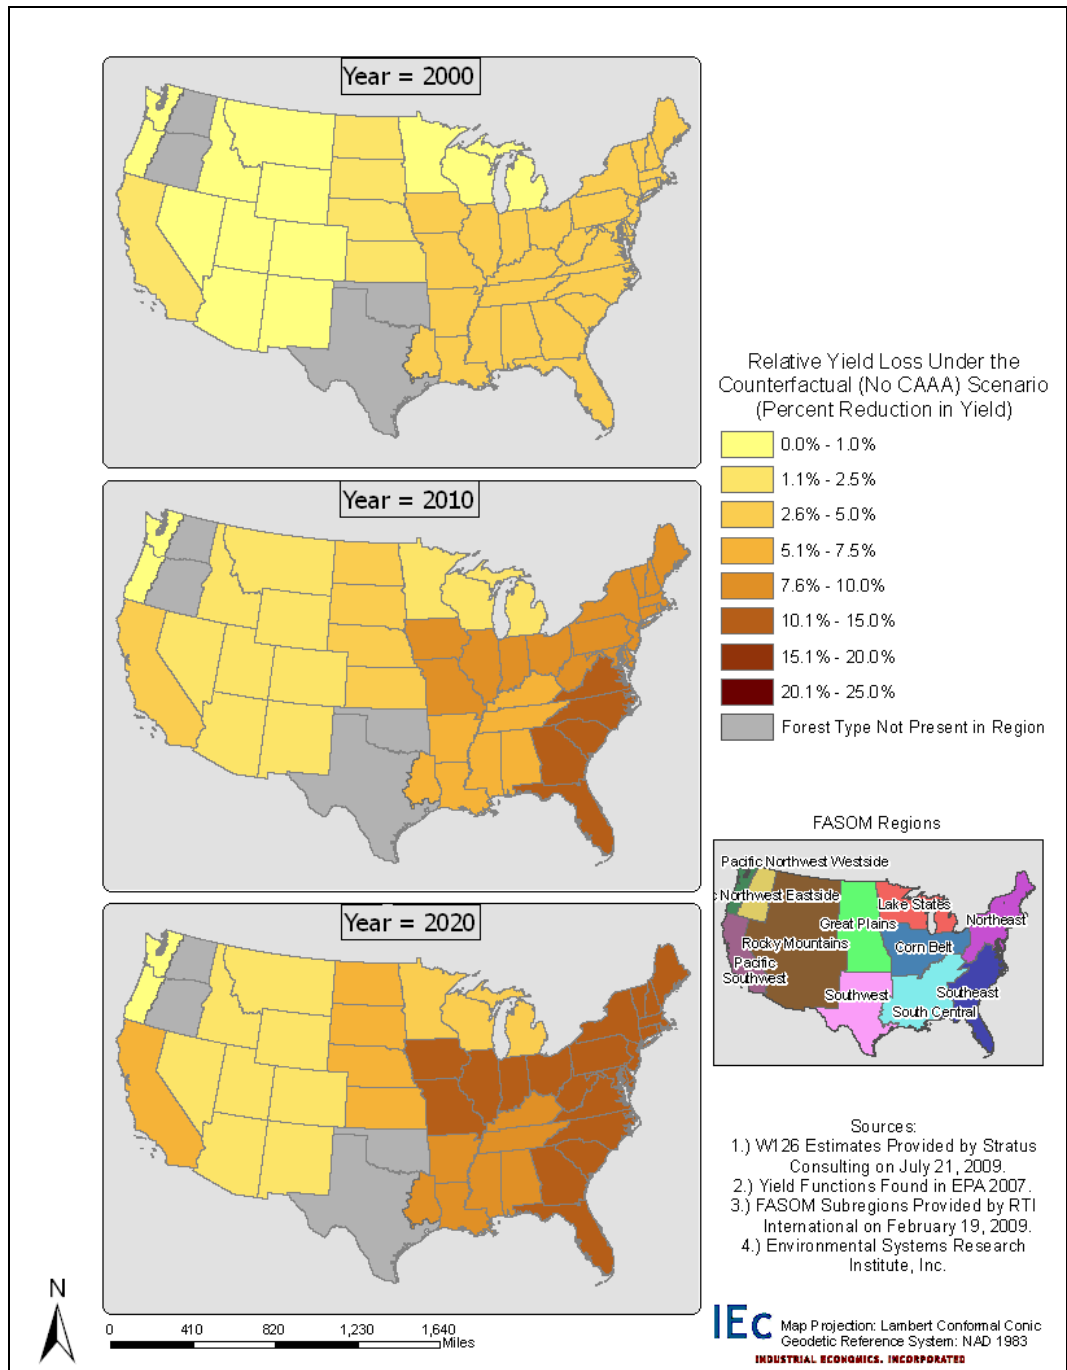 Year = 2000
Year = 2010
Year = 2020
Relative Yield Loss Under the
Counterfactual (No CAAA) Scenario
(Percent Reduction in Yield)
0.0% - 1.0%
1.1% - 2.5%
2.6% - 5.0%
5.1% - 7.5%
7.6% - 10.0%
10.1% - 15.0%
15.1% - 20.0%
20.1% - 25.0%
Forest Type Not Present in Region
FASOM Regions
Pacific Northwest Westside
c Northwest Eastside
Lake States
Northeast
Great Plains
Rocky Mountains
Corn Belt
Pacific
Southwest
Southwest
Southeast
South Central
Sources:
1.) W126 Estimates Provided by Stratus
Consulting on July 21, 2009.
2.) Yield Functions Found in EPA 2007.
3.) FASOM Subregions Provided by RTI
International on February 19, 2009.
4.) Environmental Systems Research
Institute, Inc.
N
0 410 820 1,230 1,640
Miles
IEc
Map Projection: Lambert Conformal Conic
Geodetic Reference System: NAD 1983
INDUSTRIAL ECONOMICS, INCORPORATED